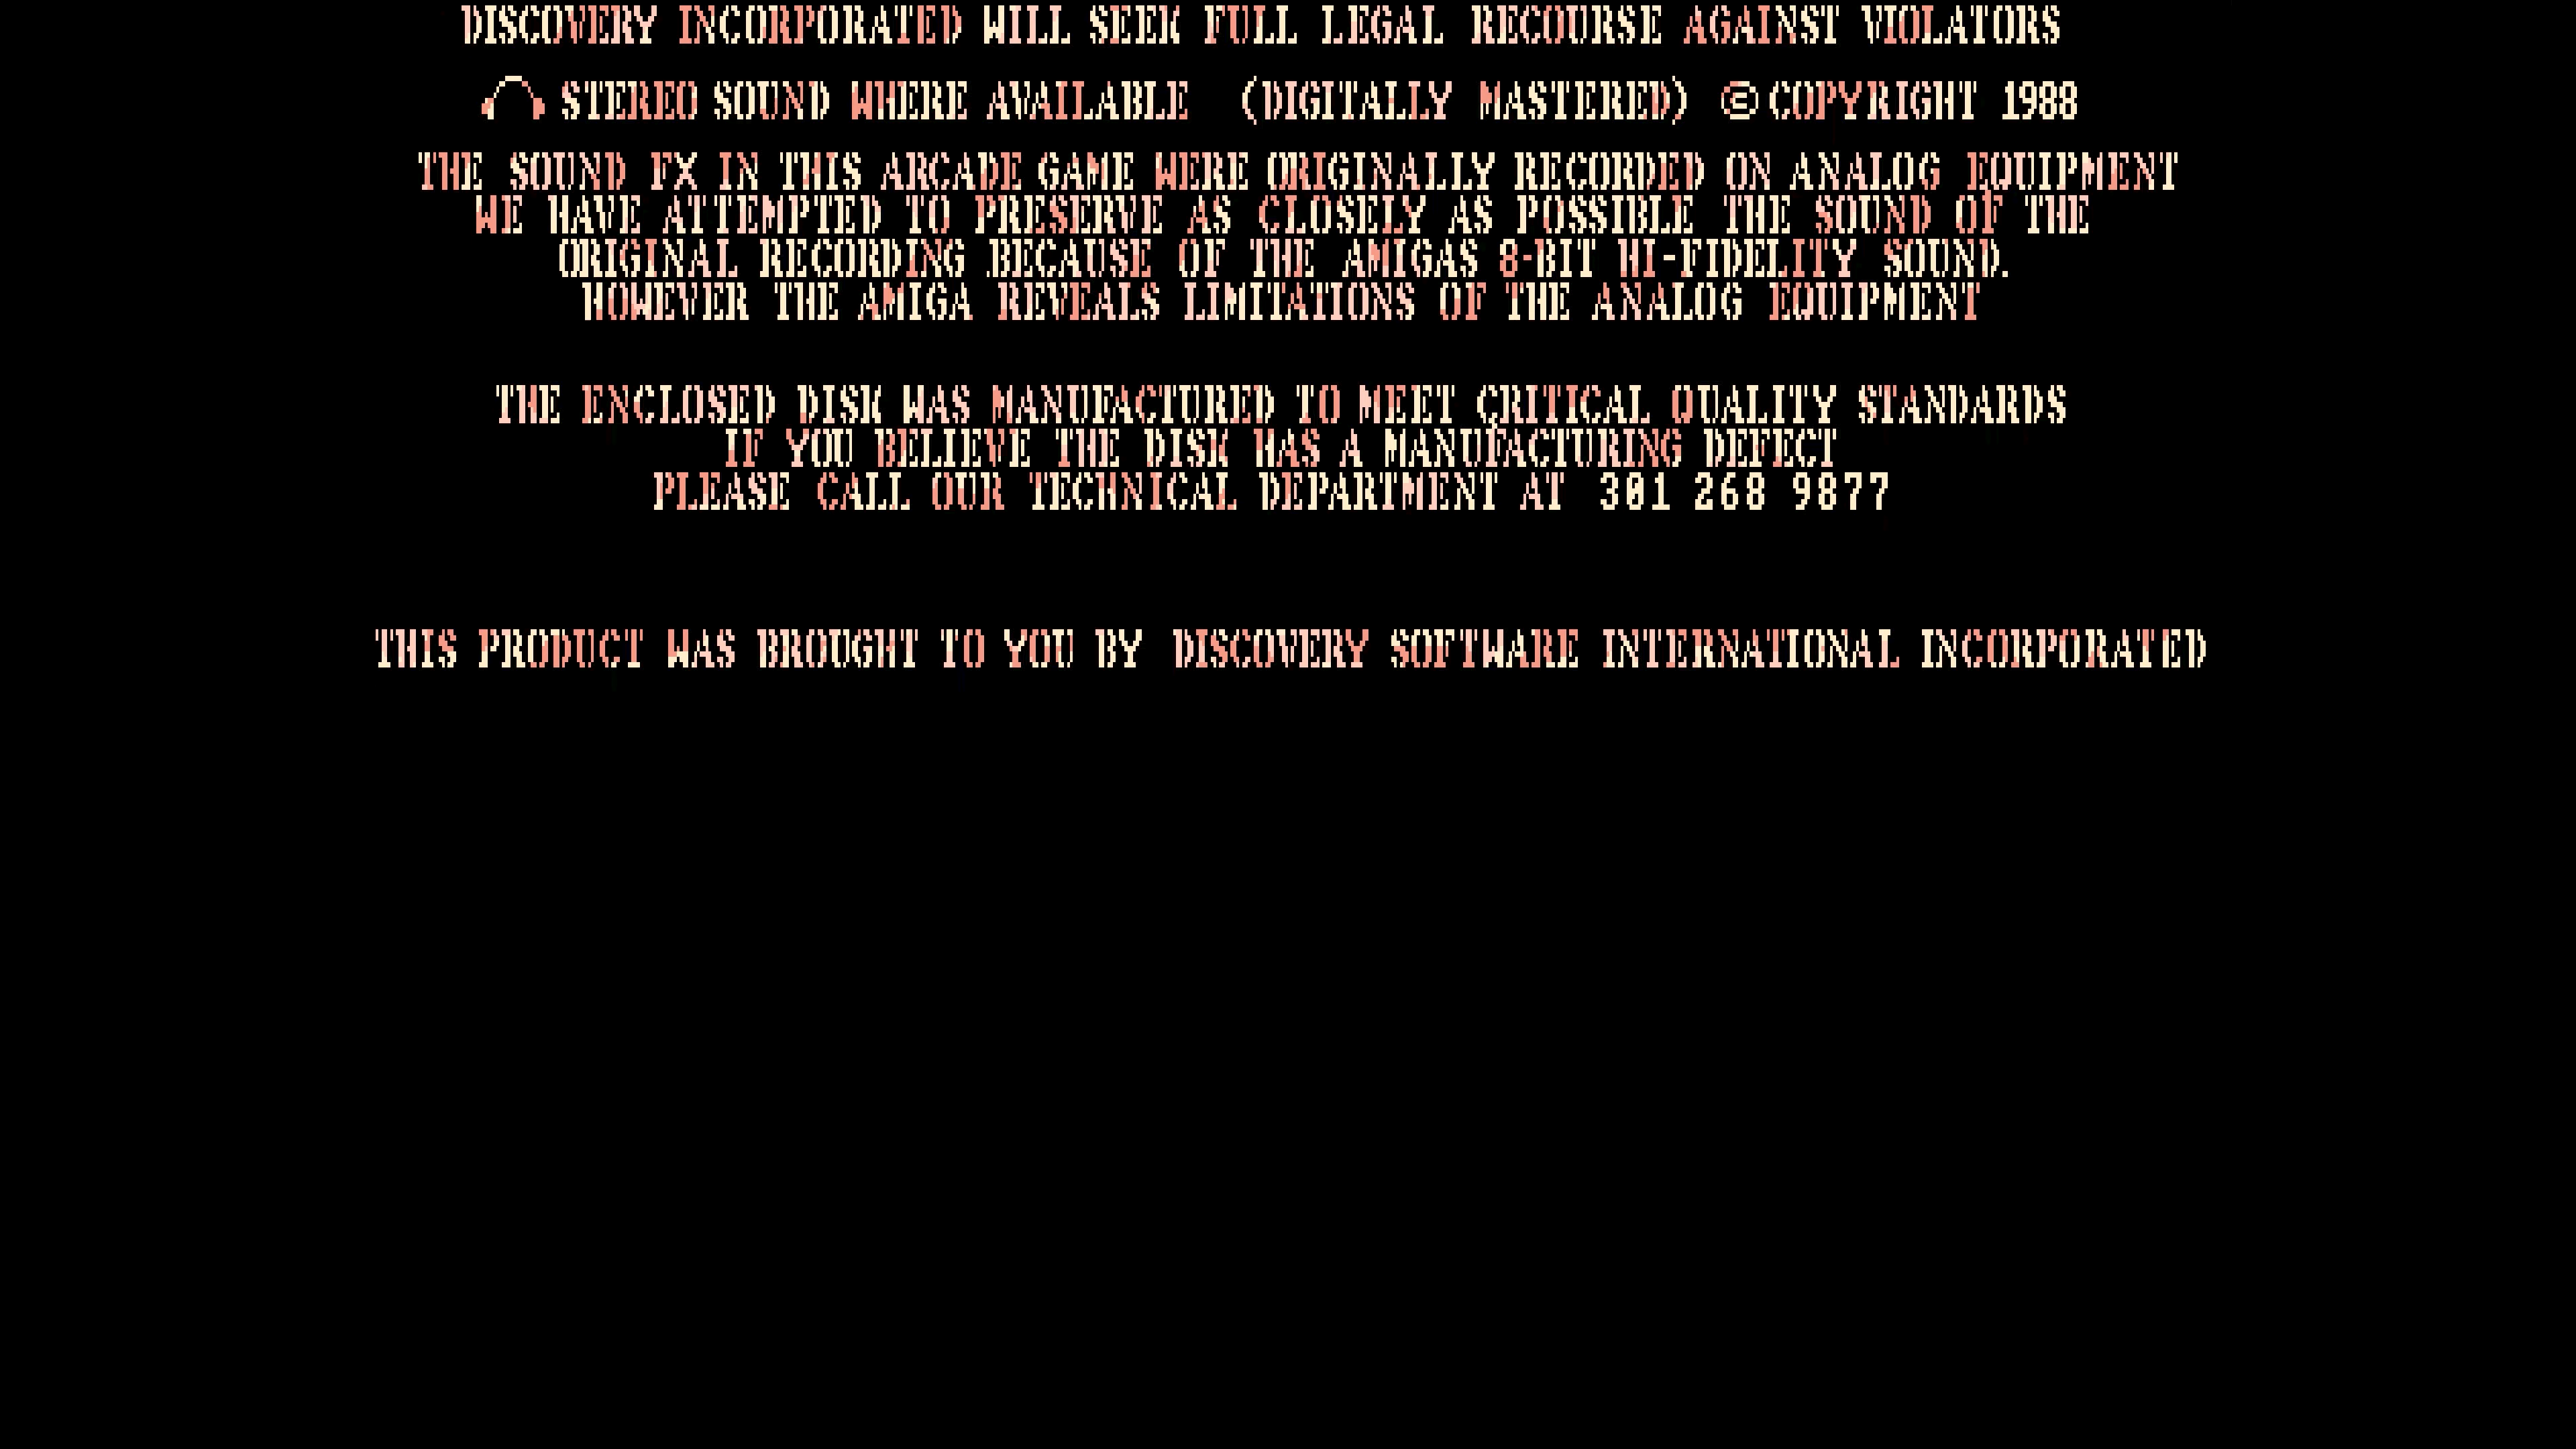 DISCOVERY INCORPORATED WILL SEEK FULL LEGAL RECOURSE AGAINST VIOLATORS
STEREO SOUND WHERE AVAILABLE (DIGITALLY MASTERED) © COPYRIGHT 1988
THE SOUND FX IN THIS ARCADE GAME WERE ORIGINALLY RECORDED ON ANALOG EQUIPMENT
WE HAVE ATTEMPTED TO PRESERVE AS CLOSELY AS POSSIBLE THE SOUND OF THE
ORIGINAL RECORDING BECAUSE OF THE AMIGAS 8-BIT HI-FIDELITY SOUND.
HOWEVER THE AMIGA REVEALS LIMITATIONS OF THE ANALOG EQUIPMENT
THE ENCLOSED DISK WAS MANUFACTURED TO MEET CRITICAL QUALITY STANDARDS
IF YOU BELIEVE THE DISK HAS A MANUFACTURING DEFECT
PLEASE CALL OUR TECHNICAL DEPARTMENT AT 301 268 9877
THIS PRODUCT WAS BROUGHT TO YOU BY DISCOVERY SOFTWARE INTERNATIONAL INCORPORATED